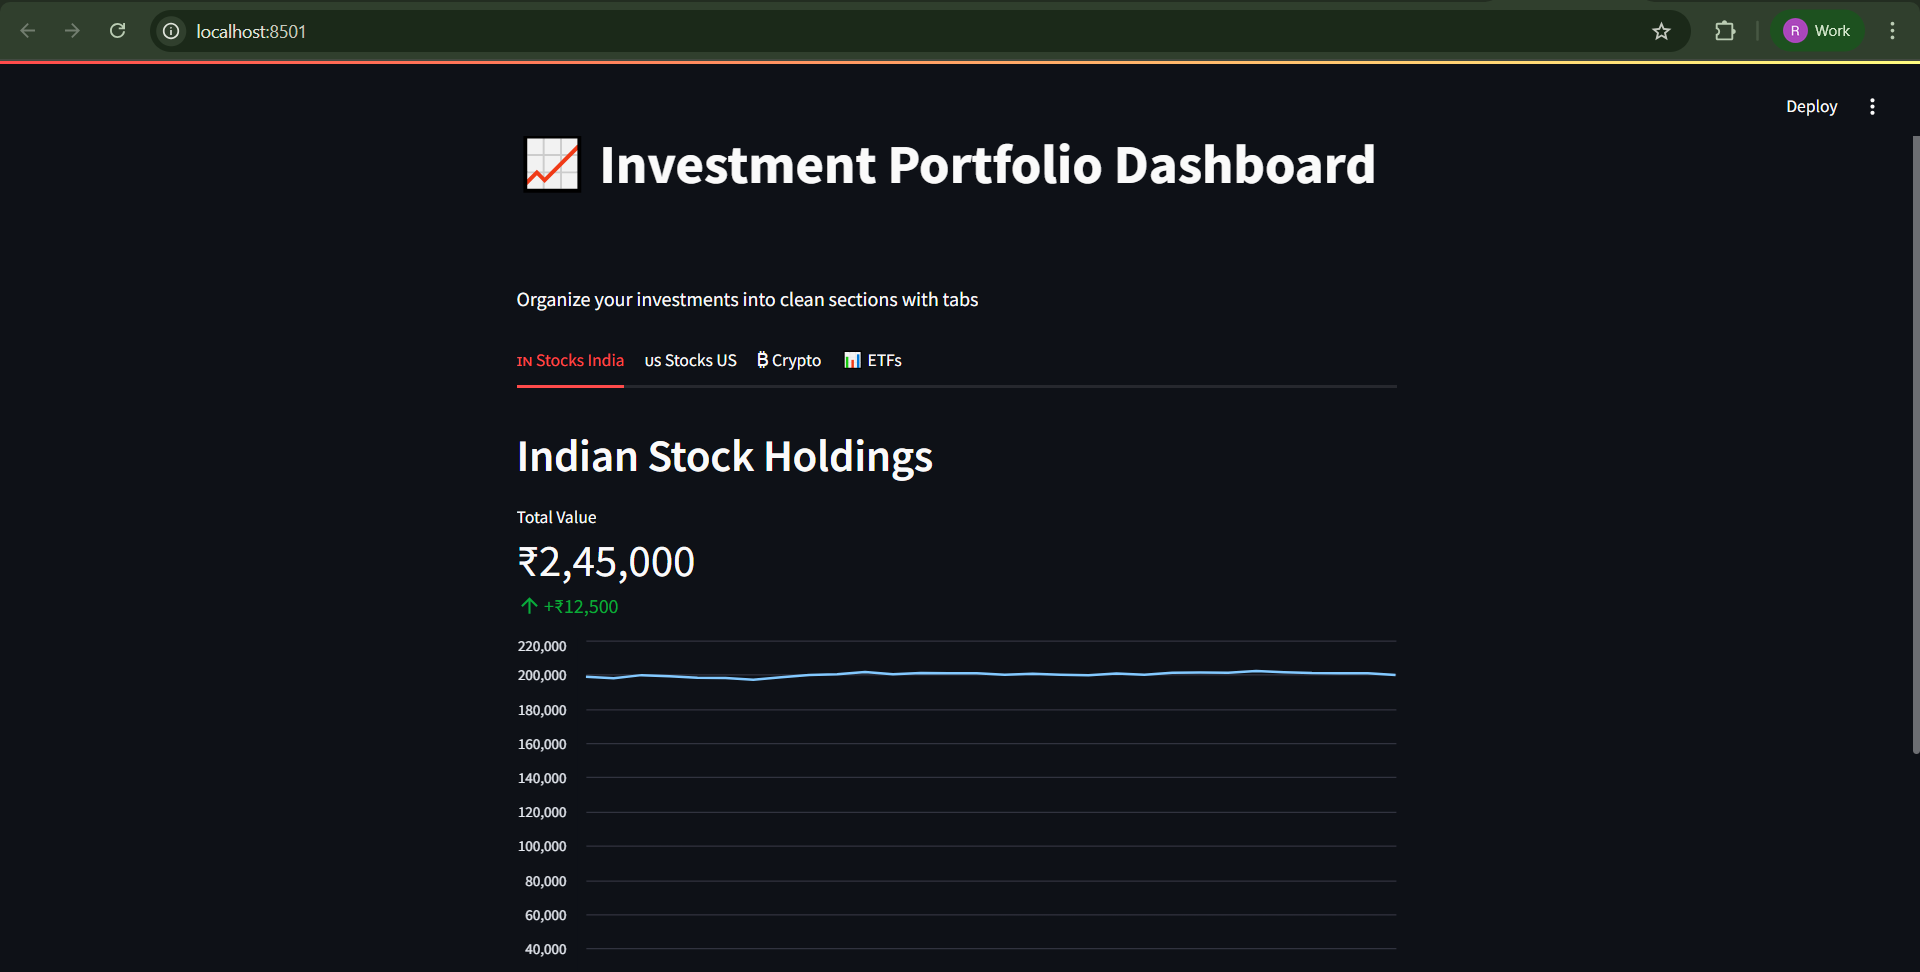 localhost:8501
R Work
Deploy
📈 Investment Portfolio Dashboard
Organize your investments into clean sections with tabs
IN Stocks India US Stocks US ₿ Crypto 📊 ETFs
Indian Stock Holdings
Total Value
₹2,45,000
+₹12,500
220,000
200,000
180,000
160,000
140,000
120,000
100,000
80,000
60,000
40,000